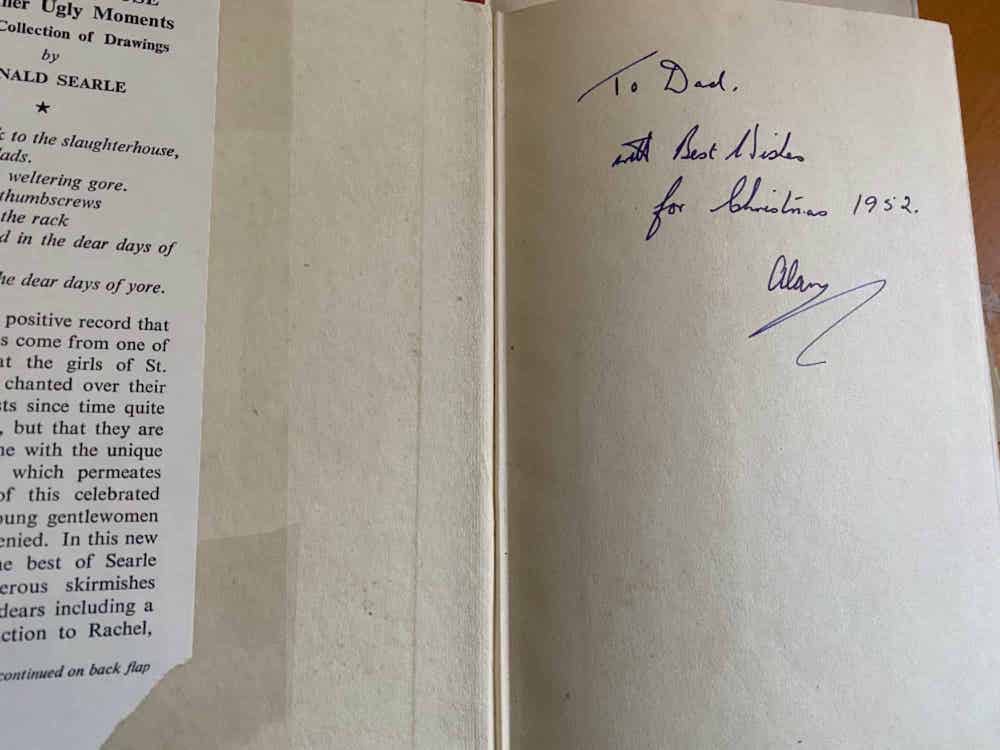 her Ugly Moments
Collection of Drawings
by
NALD SEARLE
to the slaughterhouse,
lads.
weltering gore.
thumbscrews
the rack
d in the dear days of
he dear days of yore.
positive record that
s come from one of
at the girls of St.
chanted over their
sts since time quite
, but that they are
ne with the unique
which permeates
of this celebrated
oung gentlewomen
enied. In this new
he best of Searle
erous skirmishes
dears including a
ction to Rachel,
continued on back flap
To Dad.
with Best Wishes
for Christmas 1952.
Alan